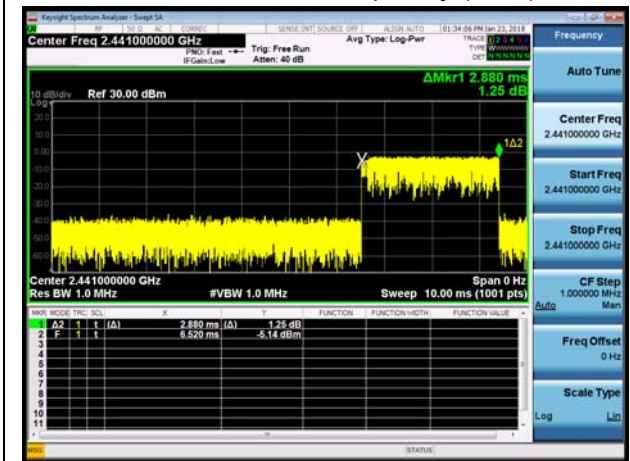 Keysight Spectrum Analyzer - Swept SA
RF 50 Ω AC CORREC SENSE:INT SOURCE OFF ALIGN AUTO 01:34:06 PM Jan 23, 2018
Center Freq 2.441000000 GHz
PNO: Fast
IFGain:Low
Trig: Free Run
Atten: 40 dB
Avg Type: Log-Pwr
TRACE 1 2 3 4 5
TYPE
DET N N N N N
ΔMkr1 2.880 ms
1.25 dB
10 dB/div Ref 30.00 dBm
Log
20.0
10.0
0.00
-10.0
-20.0
-30.0
-40.0
-50.0
-60.0
1Δ2
Center 2.441000000 GHz Span 0 Hz
Res BW 1.0 MHz #VBW 1.0 MHz Sweep 10.00 ms (1001 pts)
MKR MODE TRC SCL X Y FUNCTION FUNCTION WIDTH FUNCTION VALUE
1 Δ2 1 t (Δ) 2.880 ms (Δ) 1.25 dB
2 F 1 t 6.520 ms -5.14 dBm
3
4
5
6
7
8
9
10
11
MSG STATUS
Frequency
Auto Tune
Center Freq
2.441000000 GHz
Start Freq
2.441000000 GHz
Stop Freq
2.441000000 GHz
CF Step
1.000000 MHz
Auto Man
Freq Offset
0 Hz
Scale Type
Log Lin